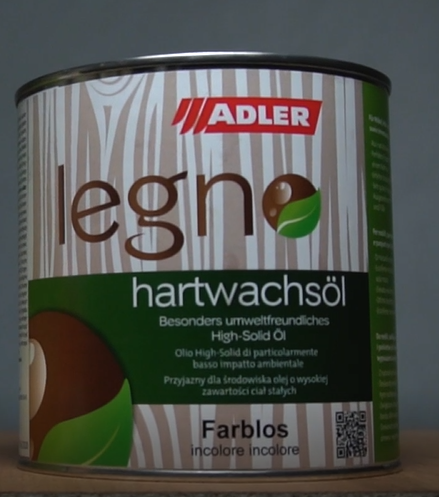 ADLER
legno
hartwachsöl
Besonders umweltfreundliches
High-Solid Öl
Olio High-Solid di particolarmente
basso impatto ambientale
Przyjazny dla środowiska olej o wysokiej
zawartości ciał stałych
Farblos
incolore incolore